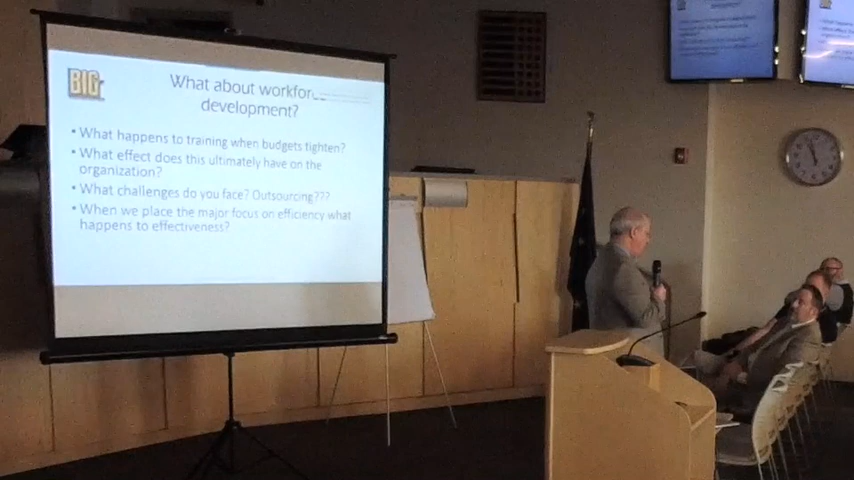 BIG
What about workforce
development?
• What happens to training when budgets tighten?
• What effect does this ultimately have on the
organization?
• What challenges do you face? Outsourcing???
• When we place the major focus on efficiency what
happens to effectiveness?